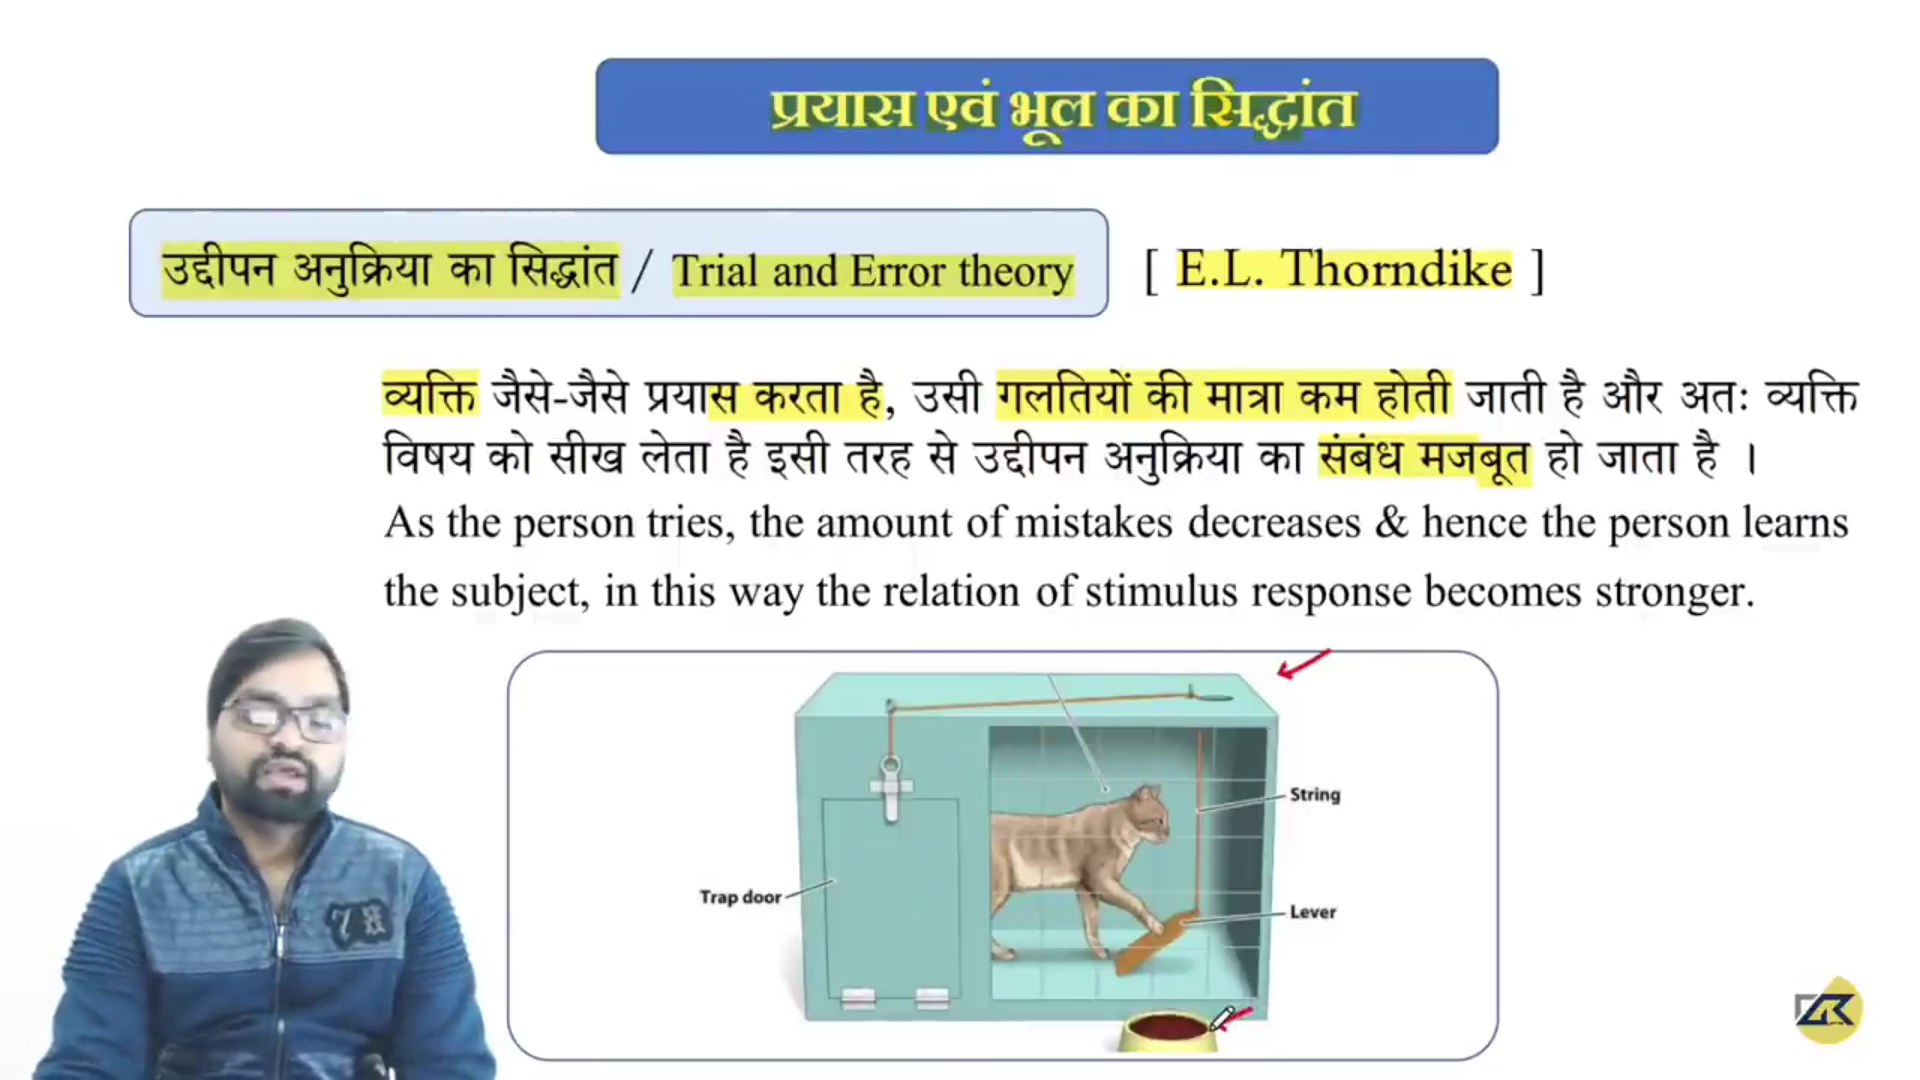 प्रयास एवं भूल का सिद्धांत
उद्दीपन अनुक्रिया का सिद्धांत / Trial and Error theory [ E.L. Thorndike ]
व्यक्ति जैसे-जैसे प्रयास करता है, उसी गलतियों की मात्रा कम होती जाती है और अतः व्यक्ति
विषय को सीख लेता है इसी तरह से उद्दीपन अनुक्रिया का संबंध मजबूत हो जाता है ।
As the person tries, the amount of mistakes decreases & hence the person learns
the subject, in this way the relation of stimulus response becomes stronger.
String
Trap door
Lever
78